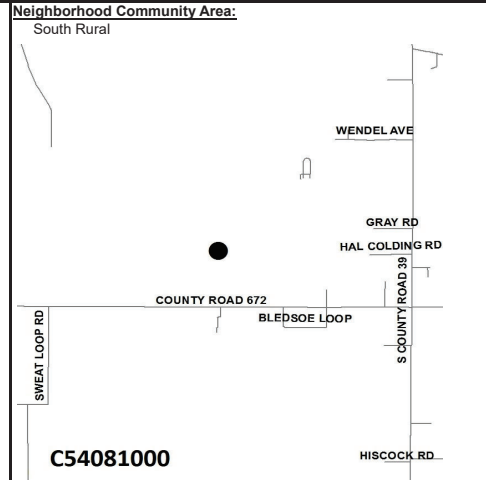 Neighborhood Community Area:
South Rural
WENDEL AVE
GRAY RD
HAL COLDING RD
S COUNTY ROAD 39
COUNTY ROAD 672
BLEDSOE LOOP
SWEAT LOOP RD
C54081000
HISCOCK RD